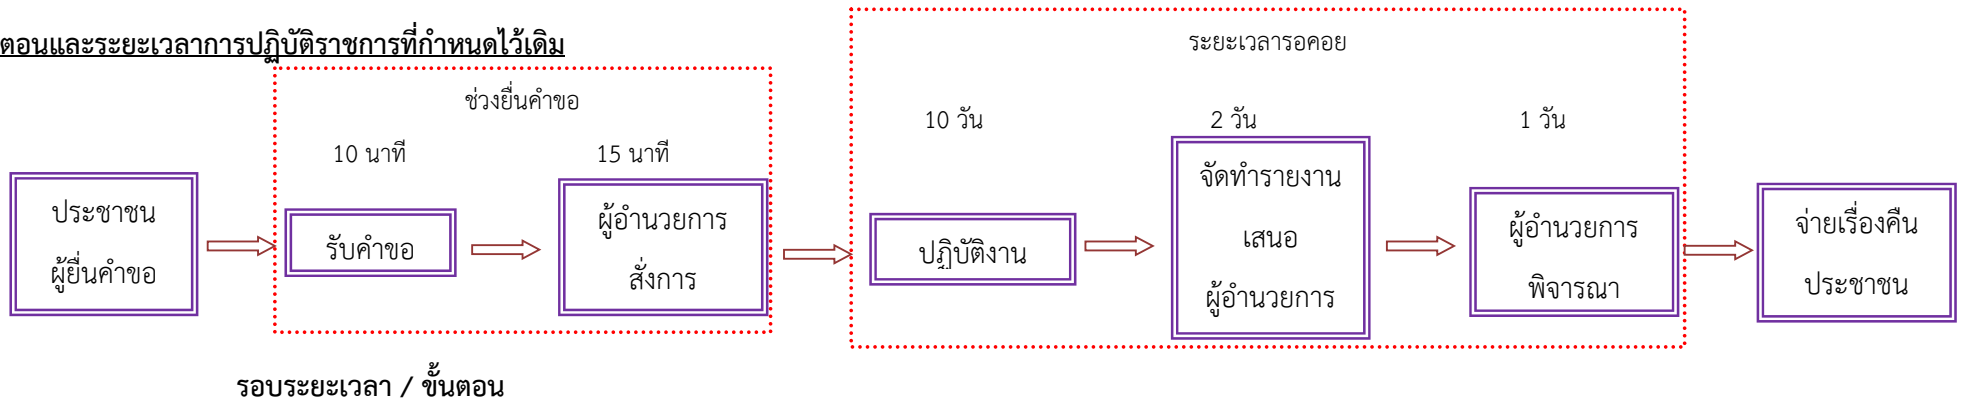 ตอนและระยะเวลาการปฏิบัติราชการที่กำหนดไว้เดิม
ระยะเวลารอคอย
ช่วงยื่นคำขอ
10 วัน
2 วัน
1 วัน
10 นาที
15 นาที
ประชาชน
ผู้ยื่นคำขอ
รับคำขอ
ผู้อำนวยการ
สั่งการ
ปฏิบัติงาน
จัดทำรายงาน
เสนอ
ผู้อำนวยการ
ผู้อำนวยการ
พิจารณา
จ่ายเรื่องคืน
ประชาชน
รอบระยะเวลา / ขั้นตอน